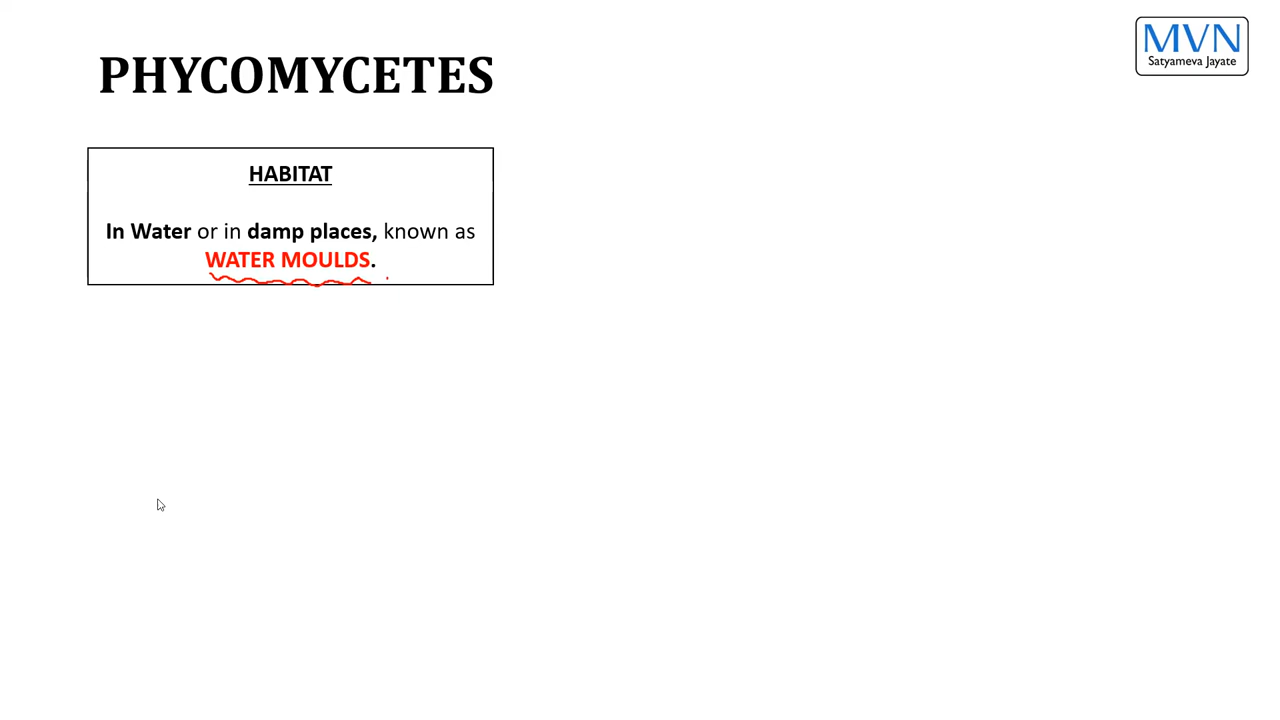 MVN
Satyameva Jayate
PHYCOMYCETES
HABITAT
In Water or in damp places, known as
WATER MOULDS.